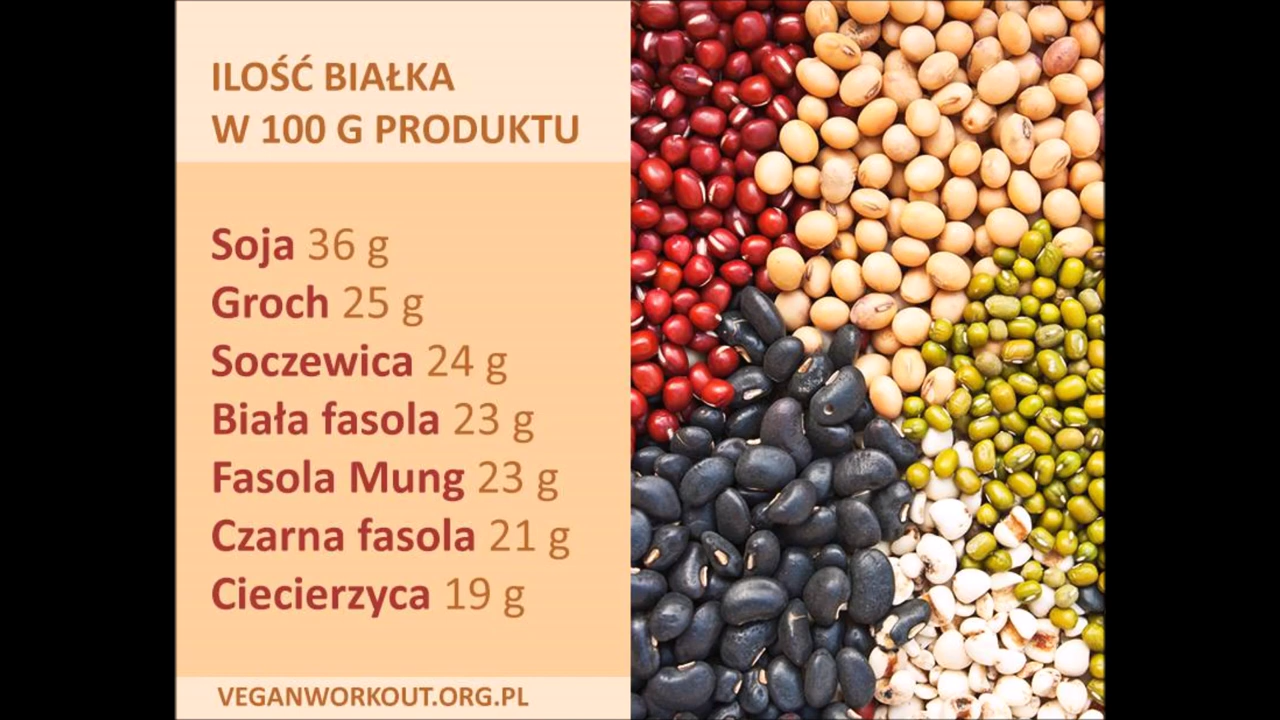 ILOŚĆ BIAŁKA
W 100 G PRODUKTU
Soja 36 g
Groch 25 g
Soczewica 24 g
Biała fasola 23 g
Fasola Mung 23 g
Czarna fasola 21 g
Ciecierzyca 19 g
VEGANWORKOUT.ORG.PL